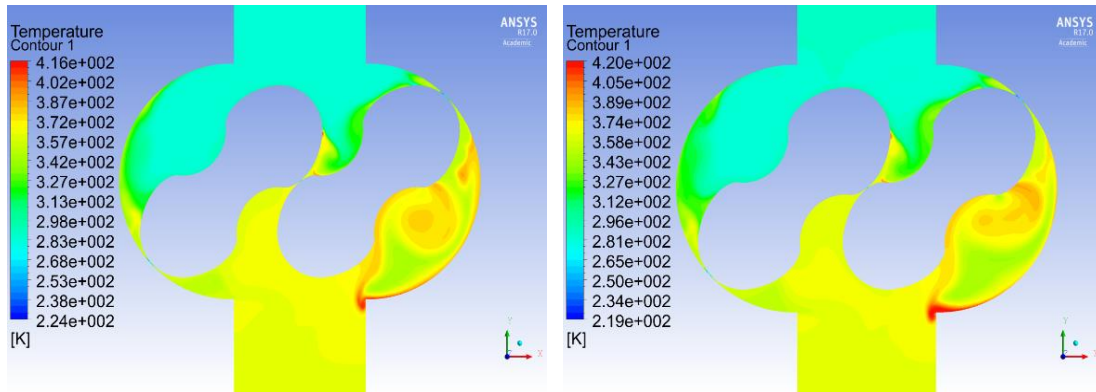 Temperature
Contour 1
4.16e+002
4.02e+002
3.87e+002
3.72e+002
3.57e+002
3.42e+002
3.27e+002
3.13e+002
2.98e+002
2.83e+002
2.68e+002
2.53e+002
2.38e+002
2.24e+002
[K]
ANSYS
R17.0
Academic
Y
X
Temperature
Contour 1
4.20e+002
4.05e+002
3.89e+002
3.74e+002
3.58e+002
3.43e+002
3.27e+002
3.12e+002
2.96e+002
2.81e+002
2.65e+002
2.50e+002
2.34e+002
2.19e+002
[K]
ANSYS
R17.0
Academic
Y
X